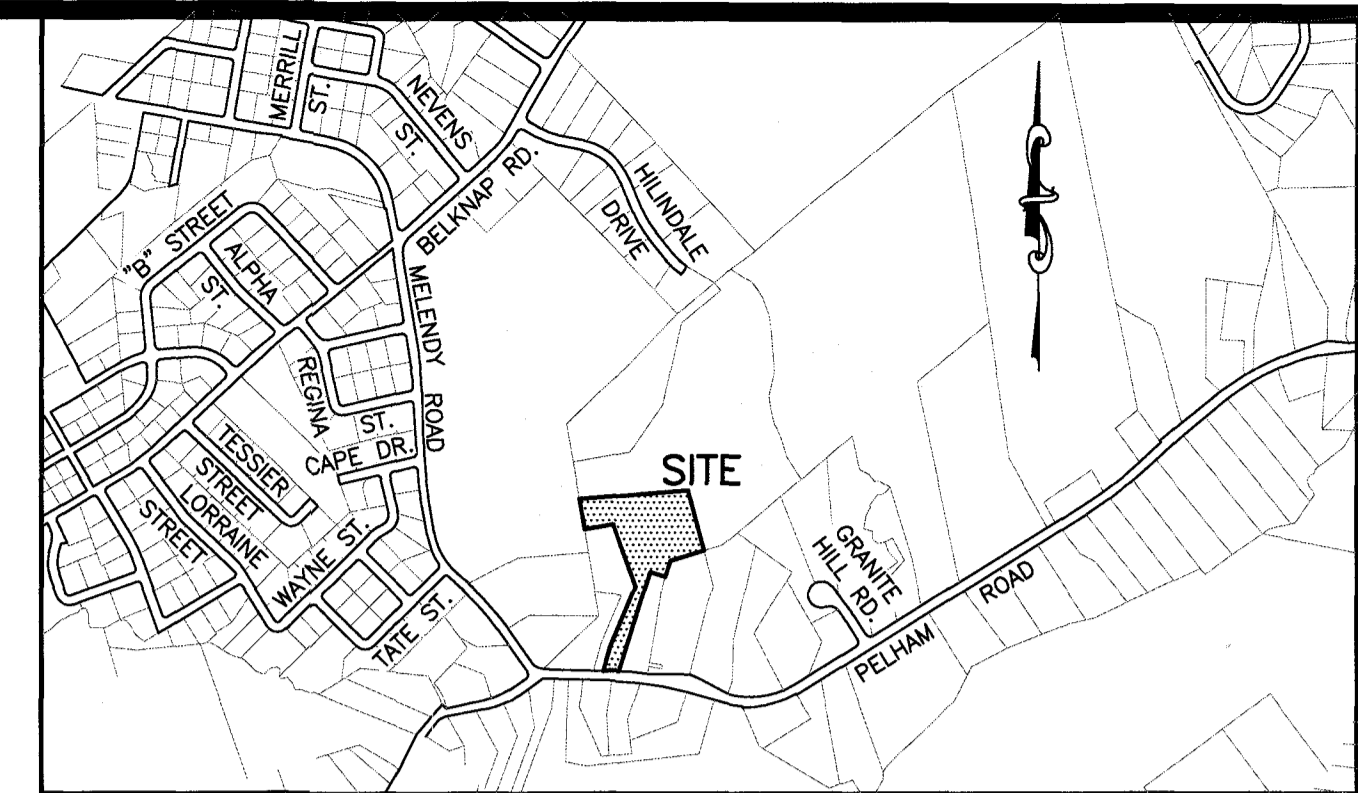 MERRILL
ST.
NEVENS
ST.
BELKNAP RD.
HILINDALE
DRIVE
"B" STREET
ALPHA
ST.
MELENDY ROAD
REGINA
ST.
CAPE DR.
TESSIER
STREET
LORRAINE
STREET
WAYNE ST.
TATE ST.
SITE
GRANITE
HILL RD.
PELHAM ROAD